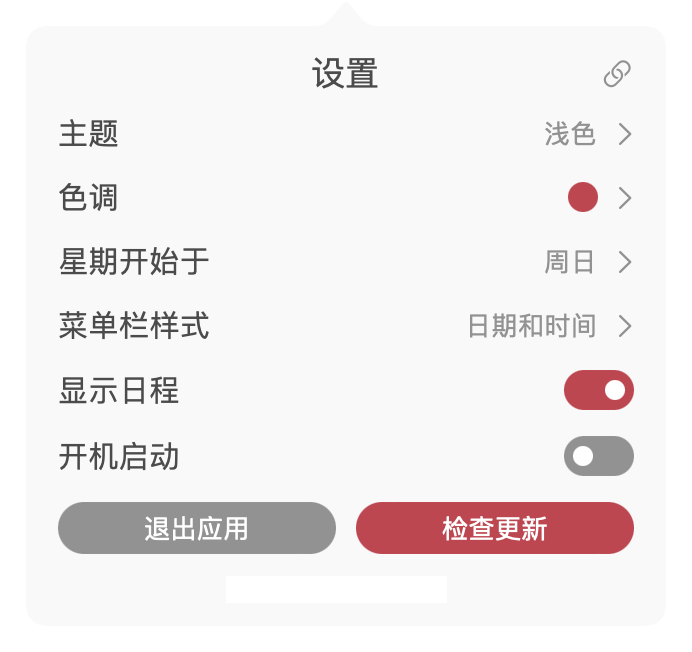 设置
主题 浅色
色调
星期开始于 周日
菜单栏样式 日期和时间
显示日程
开机启动
退出应用 检查更新